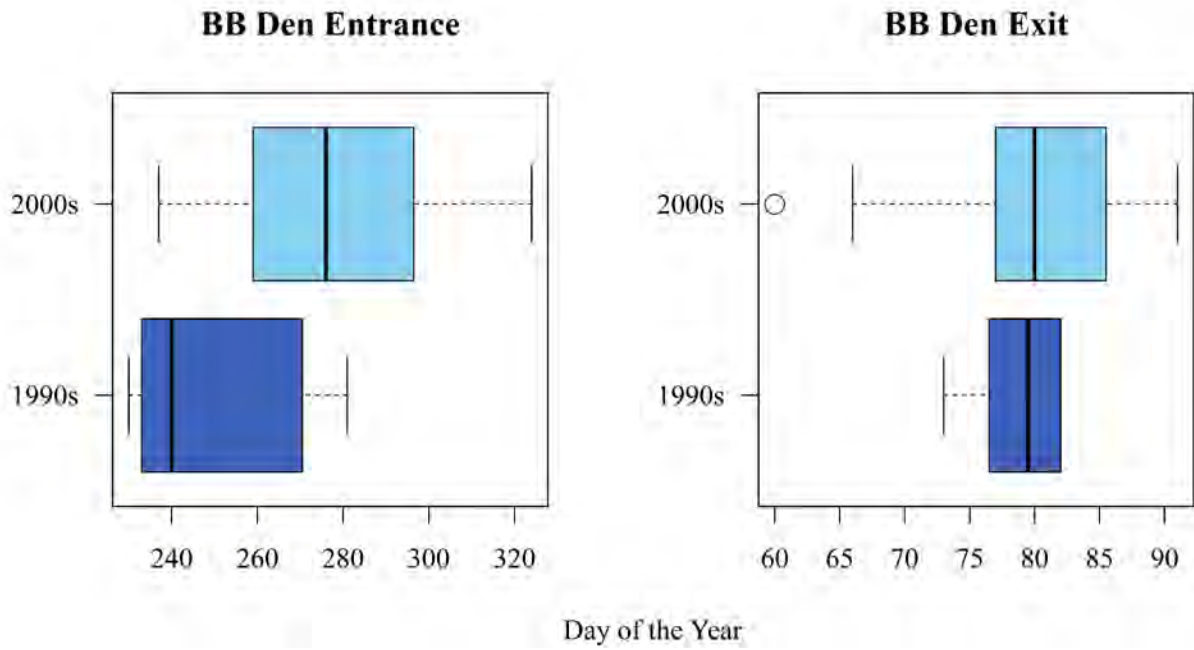 BB Den Entrance
BB Den Exit
2000s
1990s
240 260 280 300 320
2000s
1990s
60 65 70 75 80 85 90
Day of the Year